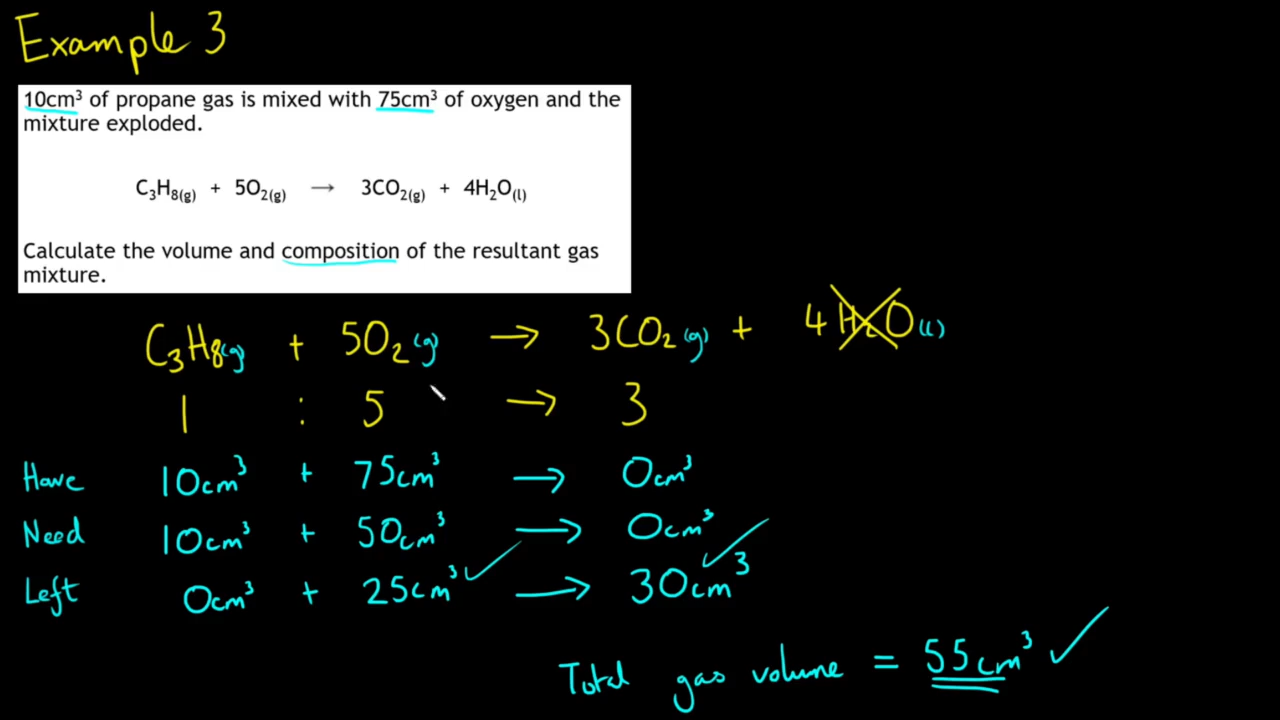 Example 3
10cm³ of propane gas is mixed with 75cm³ of oxygen and the
mixture exploded.
C₃H₈(g) + 5O₂(g) → 3CO₂(g) + 4H₂O(l)
Calculate the volume and composition of the resultant gas
mixture.
C₃H₈(g) + 5O₂(g) → 3CO₂(g) + 4H₂O(l)
1 : 5 → 3
Have 10cm³ + 75cm³ → 0cm³
Need 10cm³ + 50cm³ → 0cm³
Left 0cm³ + 25cm³ ✓ → 30cm³ ✓
Total gas volume = 55cm³ ✓